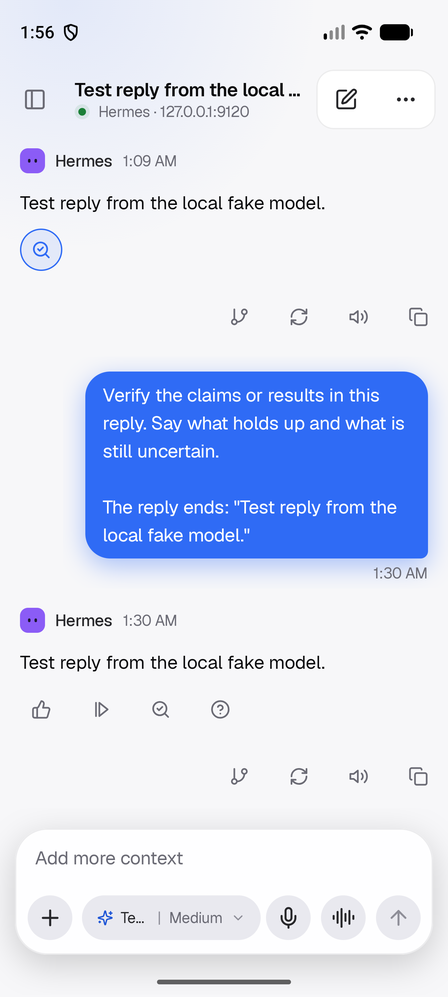 1:56
Test reply from the local ...
Hermes · 127.0.0.1:9120
Hermes 1:09 AM
Test reply from the local fake model.
Verify the claims or results in this
reply. Say what holds up and what is
still uncertain.
The reply ends: "Test reply from the
local fake model."
1:30 AM
Hermes 1:30 AM
Test reply from the local fake model.
Add more context
Te... | Medium